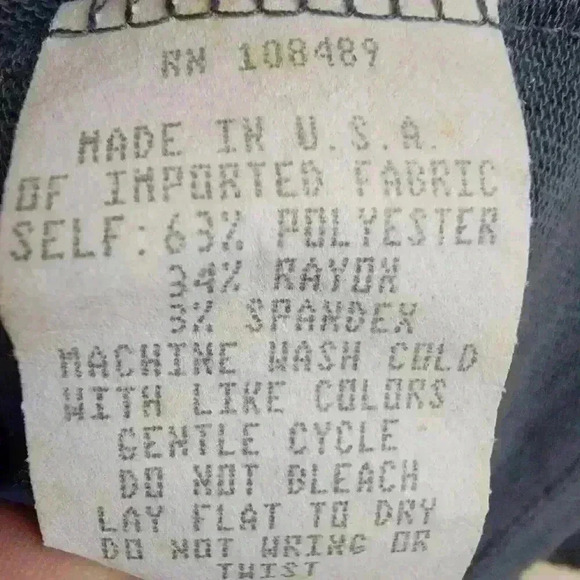 RN 108489
MADE IN U.S.A.
OF IMPORTED FABRIC
SELF: 63% POLYESTER
34% RAYON
3% SPANDEX
MACHINE WASH COLD
WITH LIKE COLORS
GENTLE CYCLE
DO NOT BLEACH
LAY FLAT TO DRY
DO NOT WRING OR
TWIST